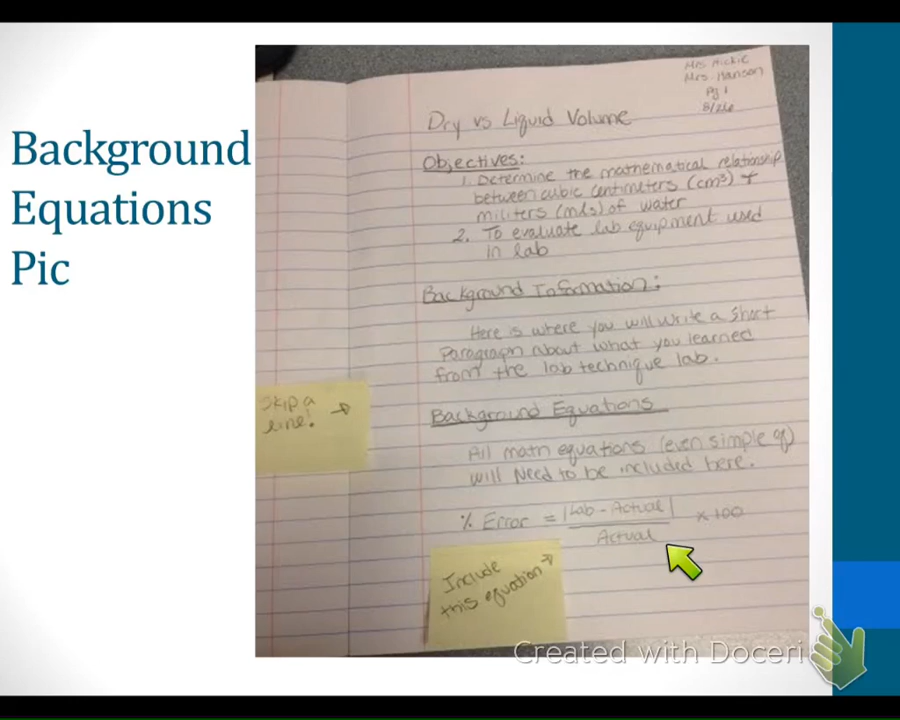 Background
Equations
Pic
Mrs Hickie
Mrs. Hanson
Pg 1
8/26
Dry vs Liquid Volume
Objectives:
1. Determine the mathematical relationship
between cubic centimeters (cm³) +
mililiters (mLs) of water
2. To evaluate lab equipment used
in lab
Background Information:
Here is where you will write a short
Paragraph about what you learned
from the lab technique lab.
Skip a
line!
Background Equations
All math equations (even simple
will Need to be included here.
% Error = |Lab - Actual| / Actual × 100
Include
this equation
Created with Doceri